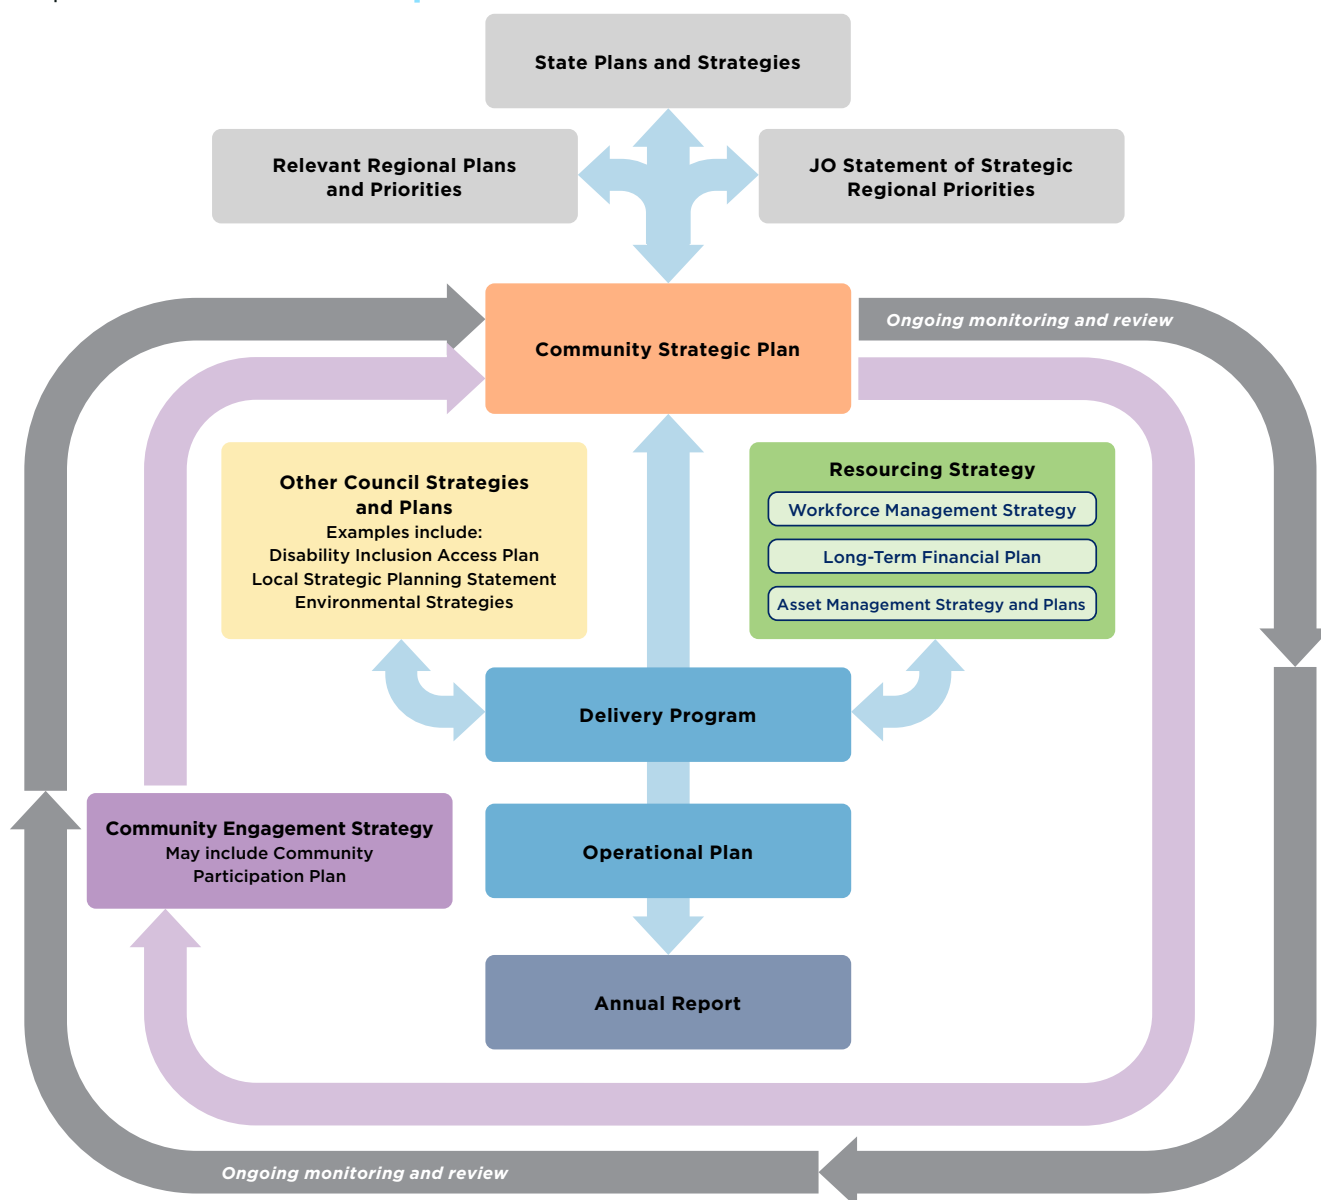 State Plans and Strategies
Relevant Regional Plans
and Priorities
JO Statement of Strategic
Regional Priorities
Community Strategic Plan
Ongoing monitoring and review
Other Council Strategies
and Plans
Examples include:
Disability Inclusion Access Plan
Local Strategic Planning Statement
Environmental Strategies
Resourcing Strategy
Workforce Management Strategy
Long-Term Financial Plan
Asset Management Strategy and Plans
Delivery Program
Community Engagement Strategy
May include Community
Participation Plan
Operational Plan
Annual Report
Ongoing monitoring and review